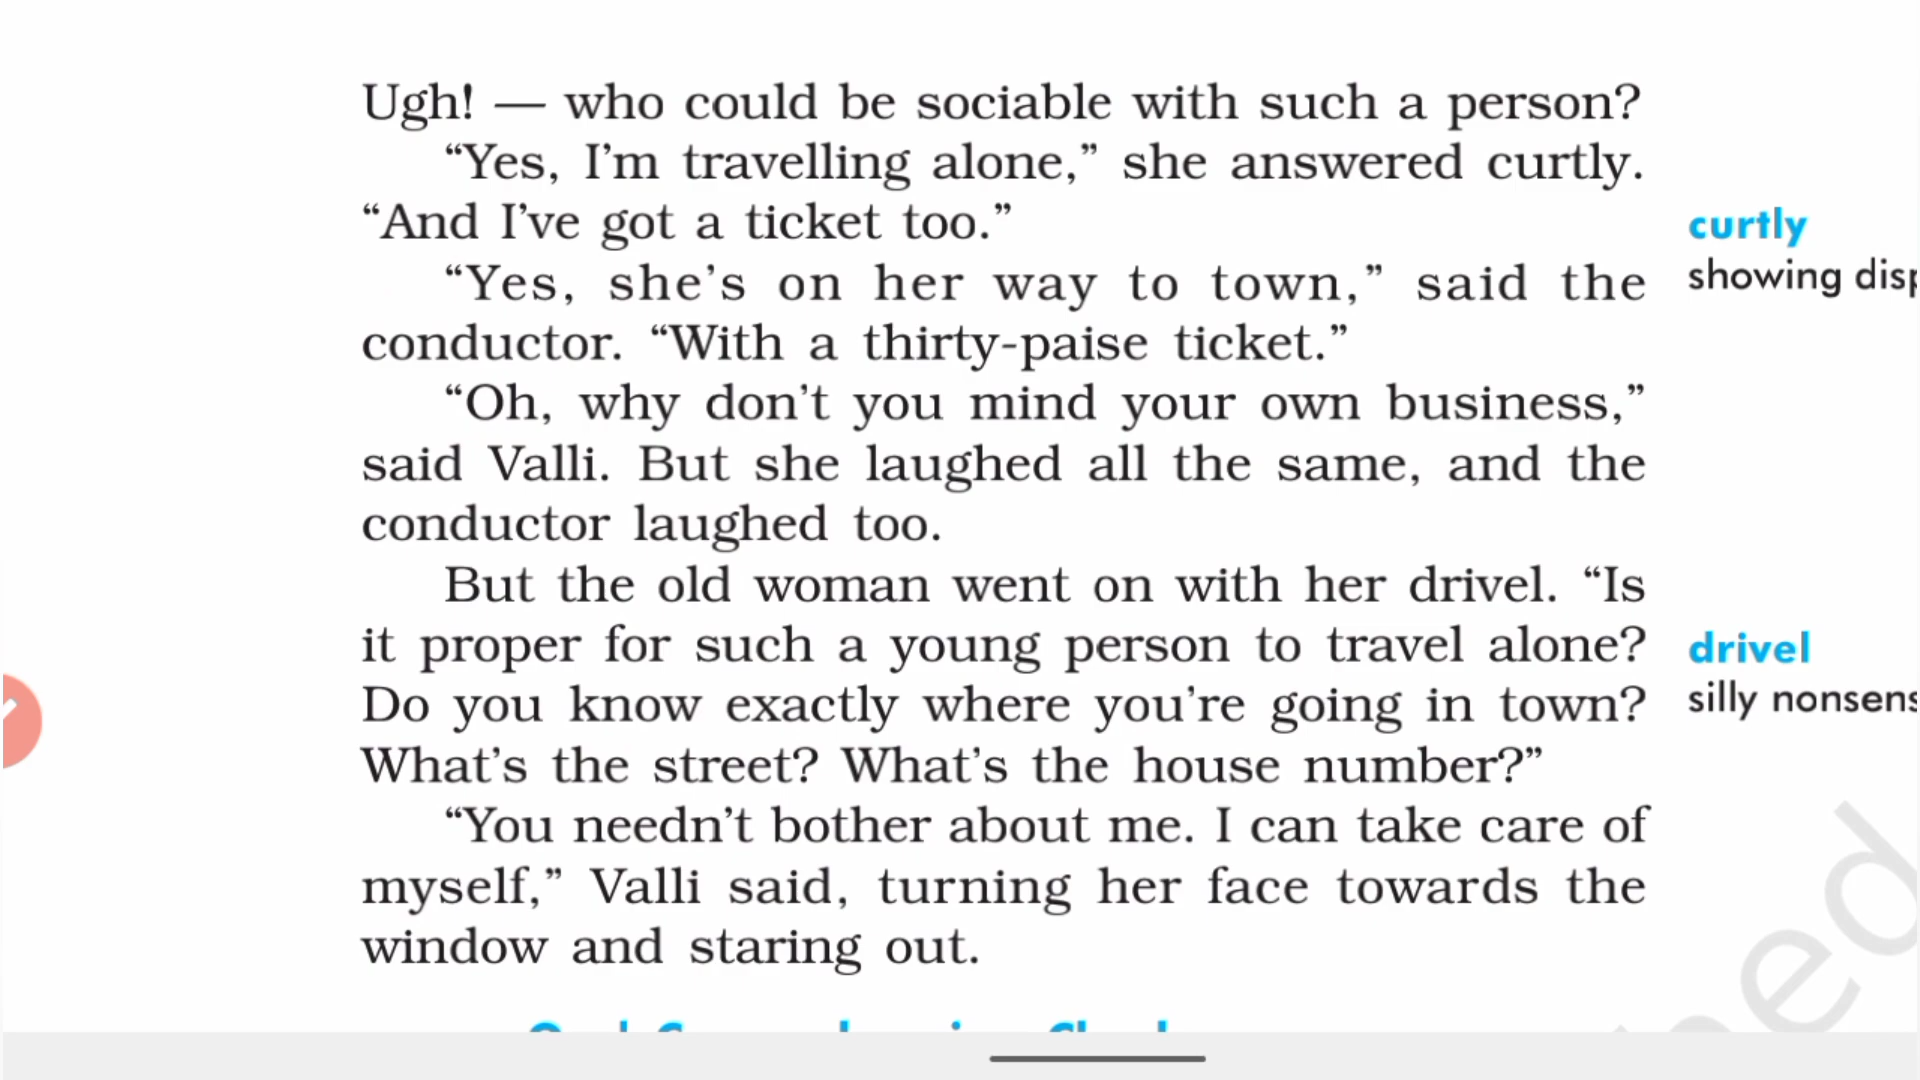 Ugh! — who could be sociable with such a person?
“Yes, I’m travelling alone,” she answered curtly.
“And I’ve got a ticket too.”
curtly
“Yes, she’s on her way to town,” said the
showing
conductor. “With a thirty-paise ticket.”
“Oh, why don’t you mind your own business,”
said Valli. But she laughed all the same, and the
conductor laughed too.
But the old woman went on with her drivel. “Is
it proper for such a young person to travel alone?
drivel
Do you know exactly where you’re going in town?
silly
What’s the street? What’s the house number?”
“You needn’t bother about me. I can take care of
myself,” Valli said, turning her face towards the
window and staring out.